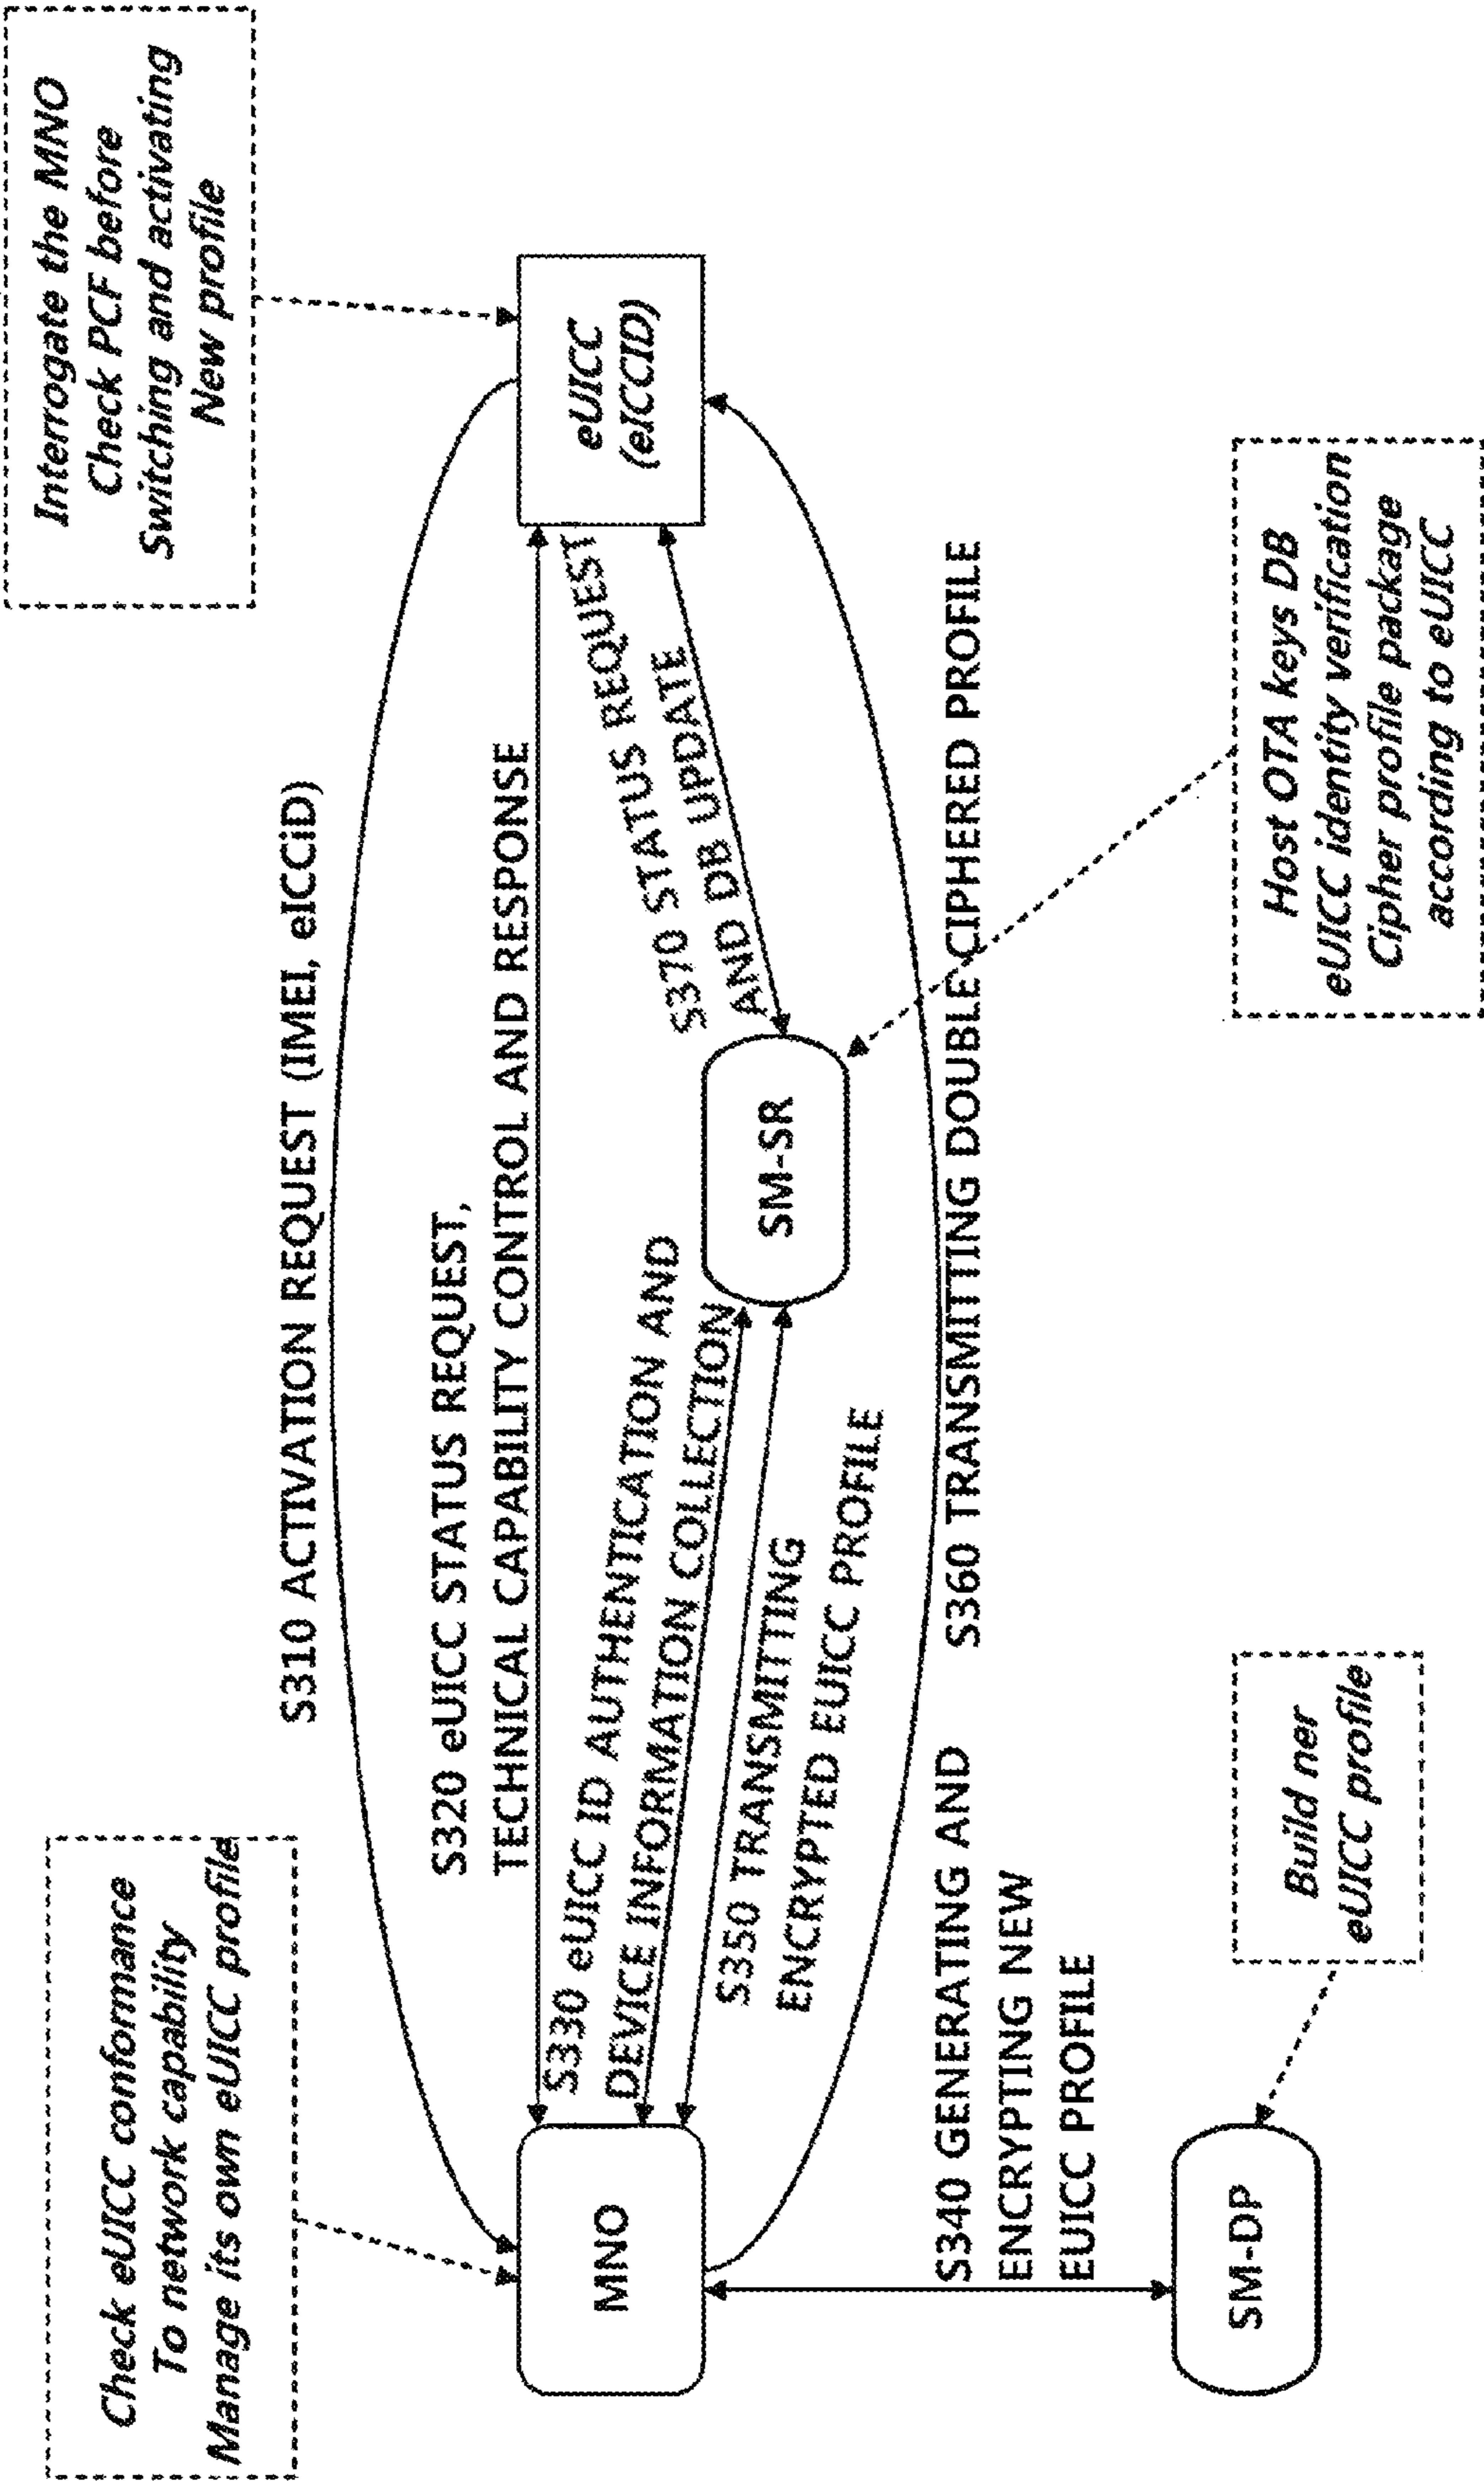 Check eUICC conformance
To network capability
Manage its own eUICC profile
Interrogate the MNO
Check PCF before
Switching and activating
New profile
S310 ACTIVATION REQUEST (IMEI, eICCiD)
S320 eUICC STATUS REQUEST,
TECHNICAL CAPABILITY CONTROL AND RESPONSE
MNO
eUICC
(eICCID)
S330 eUICC ID AUTHENTICATION AND
DEVICE INFORMATION COLLECTION
S370 STATUS REQUEST
AND DB UPDATE
SM-SR
S350 TRANSMITTING
ENCRYPTED EUICC PROFILE
S340 GENERATING AND
ENCRYPTING NEW
EUICC PROFILE
S360 TRANSMITTING DOUBLE CIPHERED PROFILE
SM-DP
Build ner
eUICC profile
Host OTA keys DB
eUICC identity verification
Cipher profile package
according to eUICC